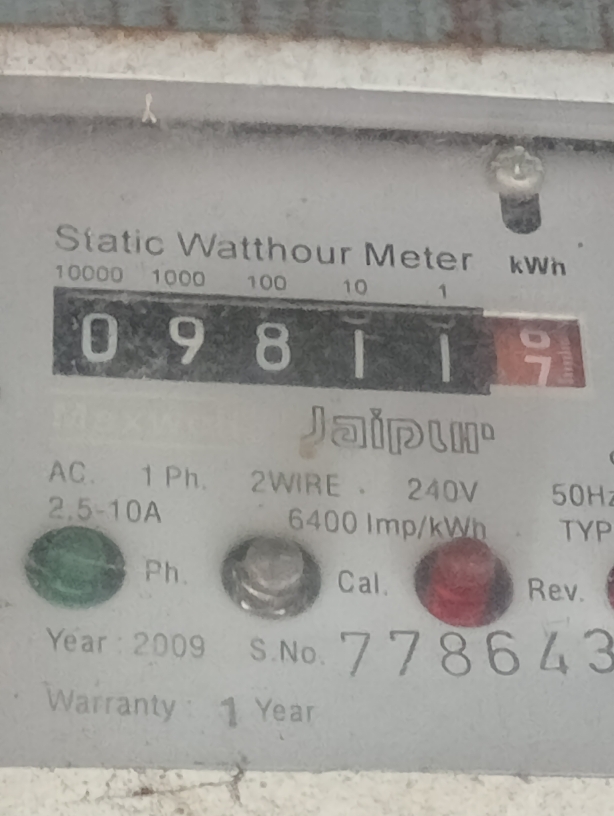 Static Watthour Meter kWh
10000 1000 100 10 1
0 9 8 1 1 6
7
Jaipur
AC. 1 Ph. 2WIRE 240V 50Hz
2.5-10A 6400 Imp/kWh TYP
Ph. Cal. Rev.
Year : 2009 S.No. 778643
Warranty : 1 Year